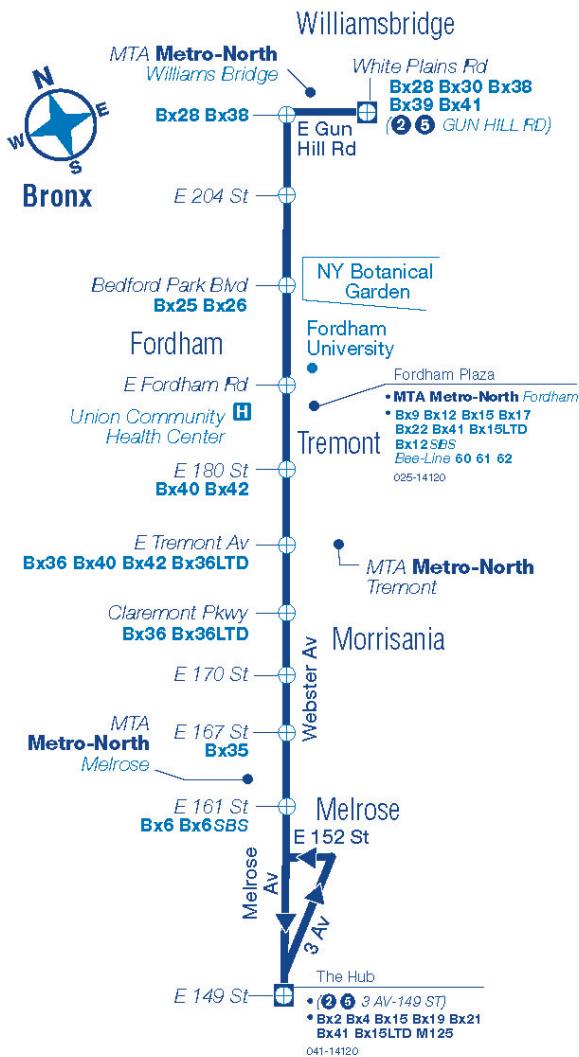 Williamsbridge
MTA Metro-North
Williams Bridge
White Plains Rd
Bx28 Bx30 Bx38
Bx39 Bx41
(2 5 GUN HILL RD)
N
E
W
S
Bronx
Bx28 Bx38
E Gun
Hill Rd
E 204 St
Bedford Park Blvd
Bx25 Bx26
NY Botanical
Garden
Fordham
Fordham
University
E Fordham Rd
Union Community
Health Center
H
Fordham Plaza
• MTA Metro-North Fordham
• Bx9 Bx12 Bx15 Bx17
Bx22 Bx41 Bx15LTD
Bx12SBS
Bee-Line 60 61 62
025-14120
Tremont
E 180 St
Bx40 Bx42
E Tremont Av
Bx36 Bx40 Bx42 Bx36LTD
MTA Metro-North
Tremont
Claremont Pkwy
Bx36 Bx36LTD
Morrisania
E 170 St
Webster Av
E 167 St
Bx35
MTA
Metro-North
Melrose
E 161 St
Bx6 Bx6SBS
Melrose
E 152 St
Melrose
Av
3 Av
E 149 St
The Hub
• (2 5 3 AV-149 ST)
• Bx2 Bx4 Bx15 Bx19 Bx21
Bx41 Bx15LTD M125
041-14120